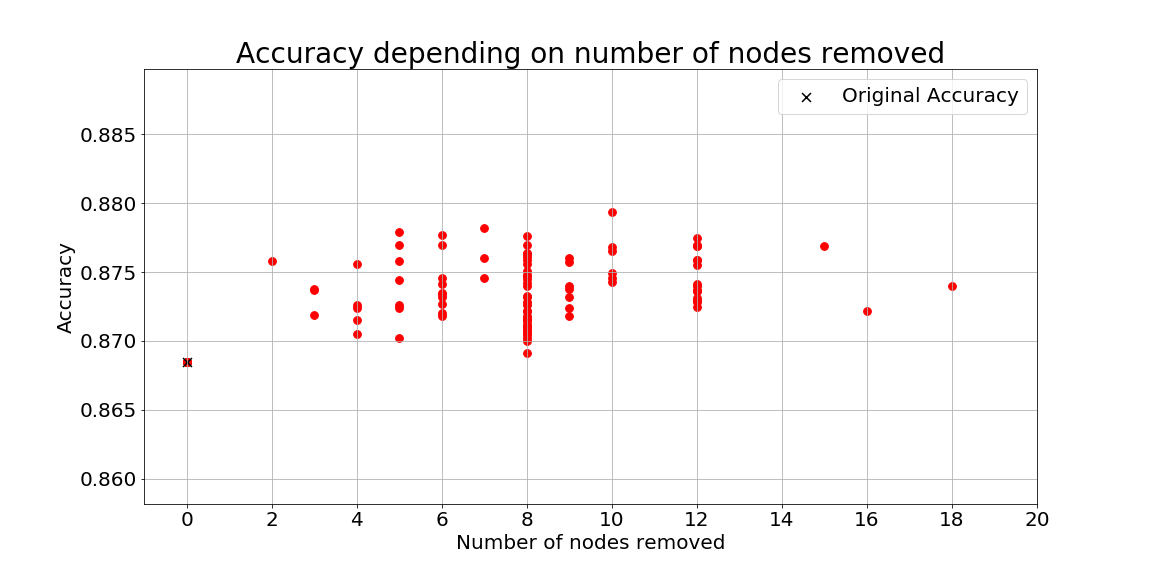 Accuracy depending on number of nodes removed
Original Accuracy
Accuracy
0.885
0.880
0.875
0.870
0.865
0.860
0 2 4 6 8 10 12 14 16 18 20
Number of nodes removed